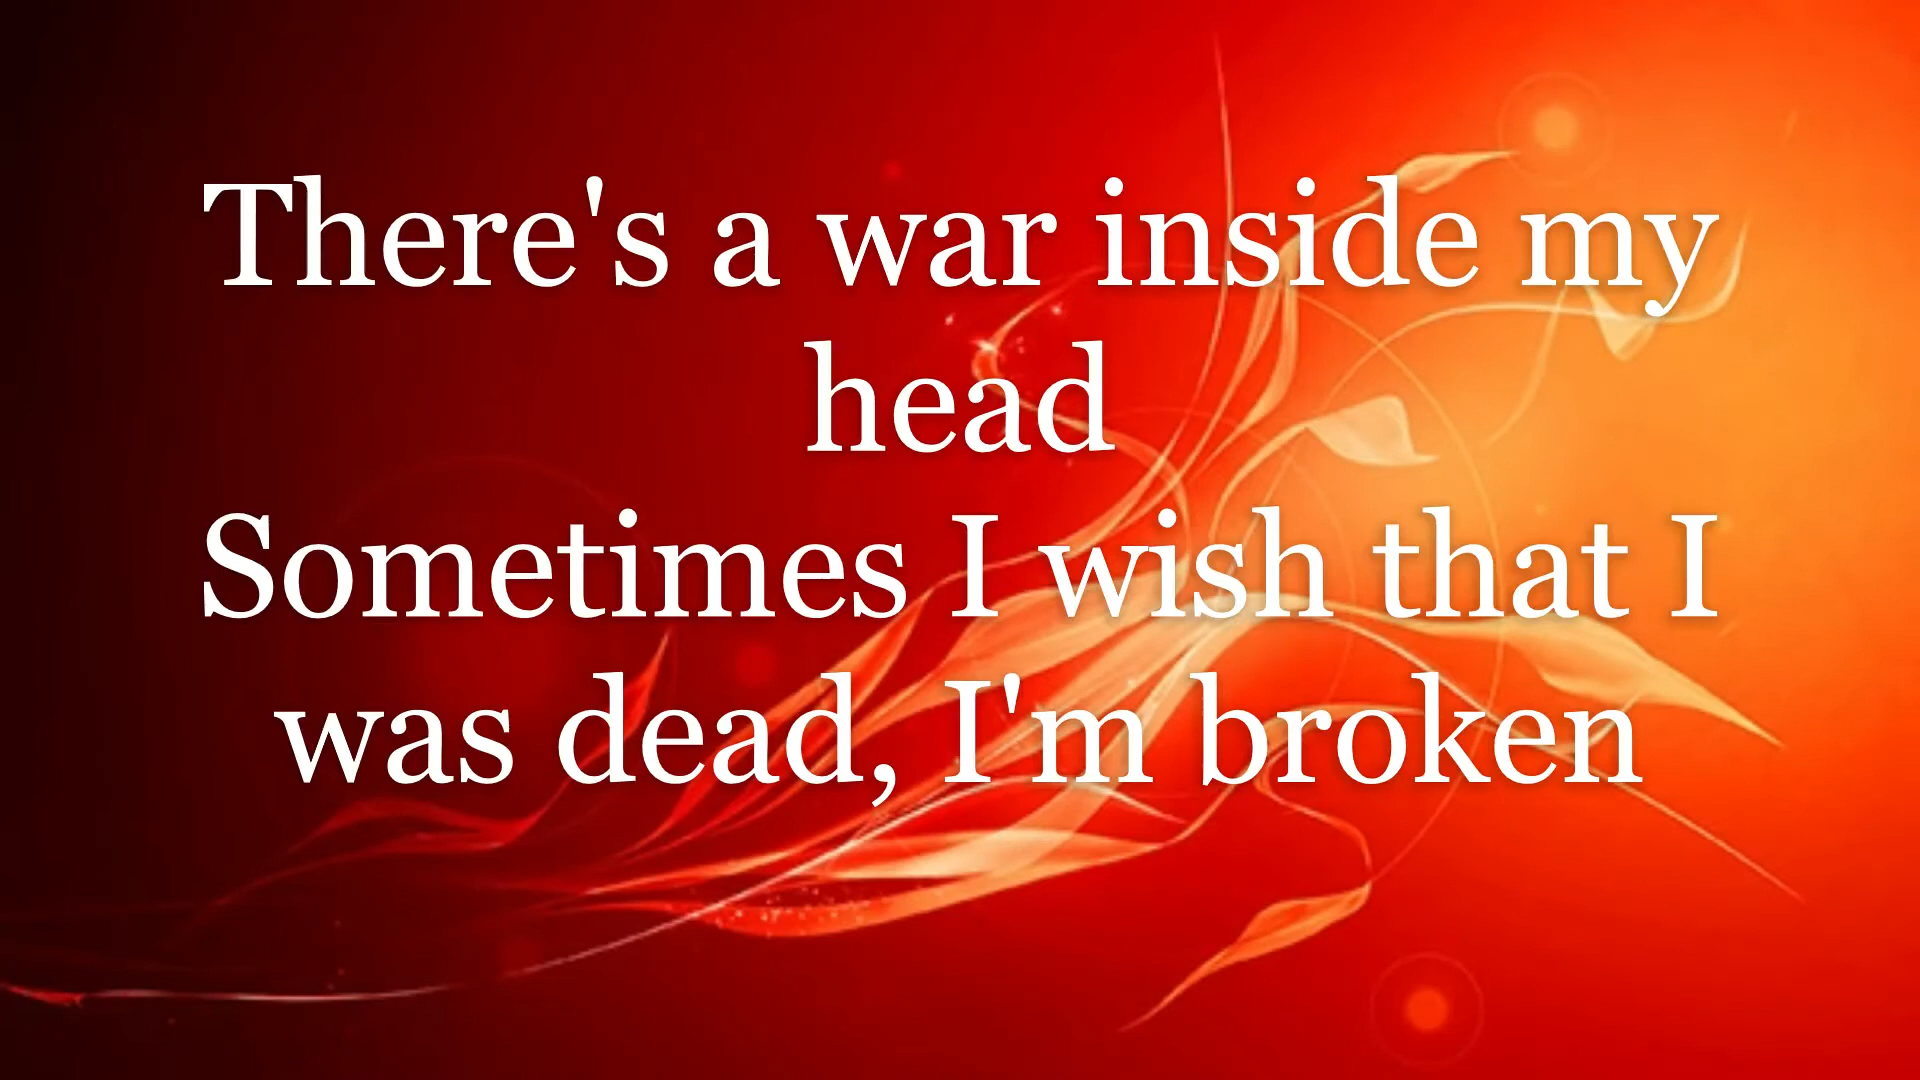 There's a war inside my
head
Sometimes I wish that I
was dead, I'm broken